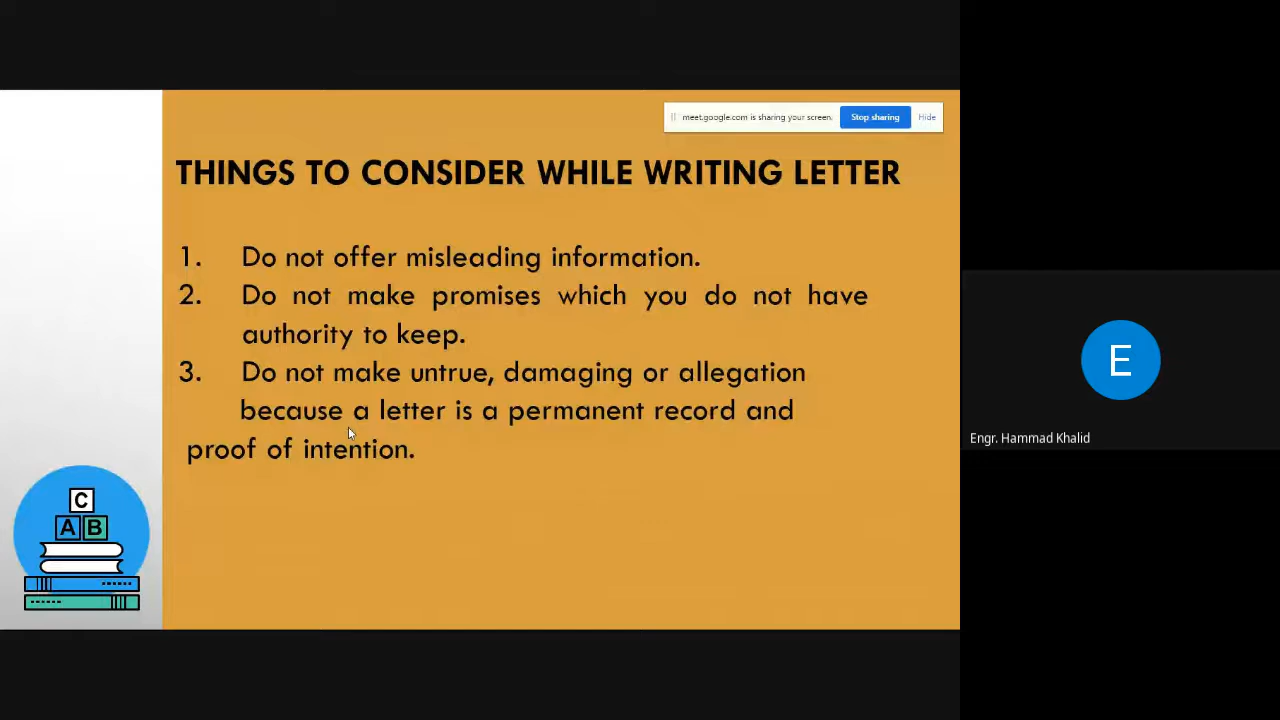 meet.google.com is sharing your screen. Stop sharing Hide
THINGS TO CONSIDER WHILE WRITING LETTER
1. Do not offer misleading information.
2. Do not make promises which you do not have
authority to keep.
3. Do not make untrue, damaging or allegation
because a letter is a permanent record and
proof of intention.
C
A B
E
Engr. Hammad Khalid